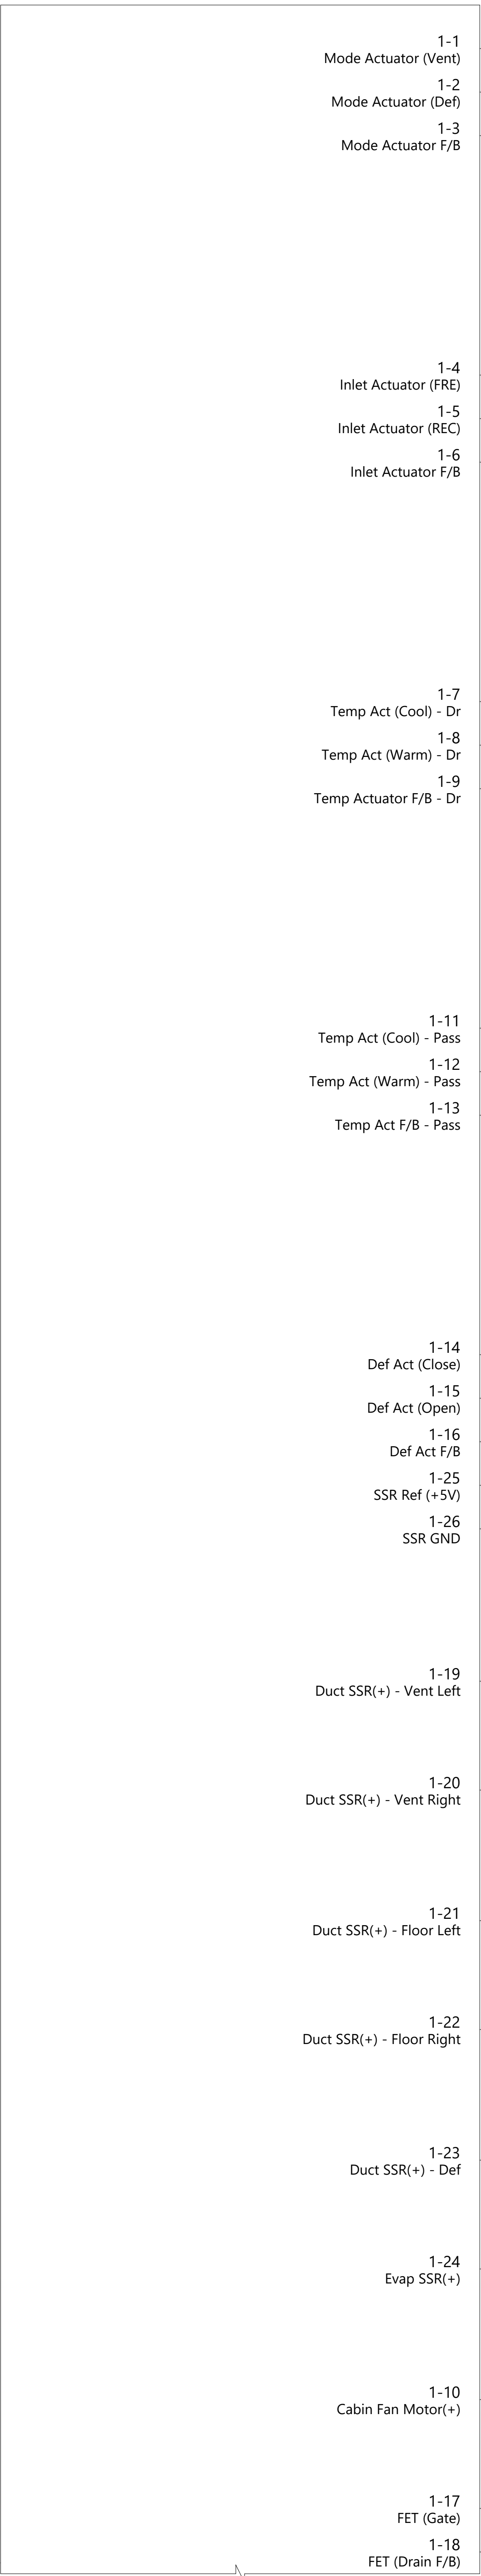 1-1
Mode Actuator (Vent)
1-2
Mode Actuator (Def)
1-3
Mode Actuator F/B
1-4
Inlet Actuator (FRE)
1-5
Inlet Actuator (REC)
1-6
Inlet Actuator F/B
1-7
Temp Act (Cool) - Dr
1-8
Temp Act (Warm) - Dr
1-9
Temp Actuator F/B - Dr
1-11
Temp Act (Cool) - Pass
1-12
Temp Act (Warm) - Pass
1-13
Temp Act F/B - Pass
1-14
Def Act (Close)
1-15
Def Act (Open)
1-16
Def Act F/B
1-25
SSR Ref (+5V)
1-26
SSR GND
1-19
Duct SSR(+) - Vent Left
1-20
Duct SSR(+) - Vent Right
1-21
Duct SSR(+) - Floor Left
1-22
Duct SSR(+) - Floor Right
1-23
Duct SSR(+) - Def
1-24
Evap SSR(+)
1-10
Cabin Fan Motor(+)
1-17
FET (Gate)
1-18
FET (Drain F/B)